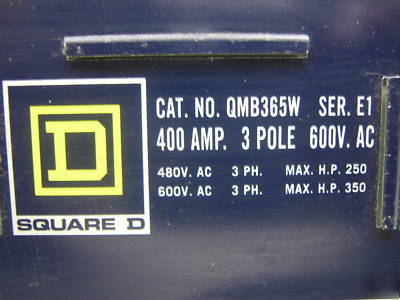 CAT. NO. QMB365W SER. E1
400 AMP. 3 POLE 600V. AC
480V. AC 3 PH. MAX. H.P. 250
600V. AC 3 PH. MAX. H.P. 350
D
SQUARE D